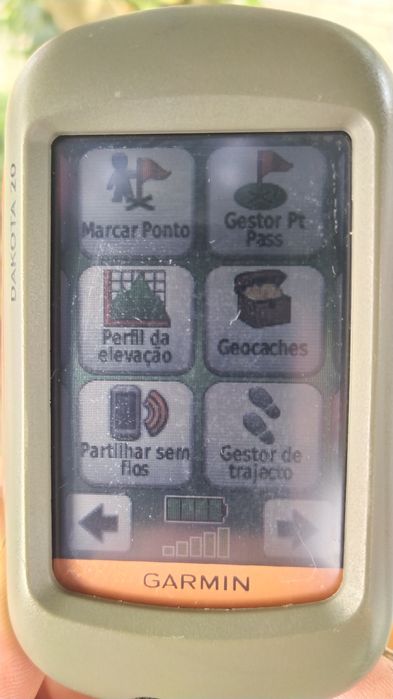 DAKOTA 20
Marcar Ponto
Gestor Pt
Pass
Perfil da
elevação
Geocaches
Partilhar sem
fios
Gestor de
trajecto
GARMIN